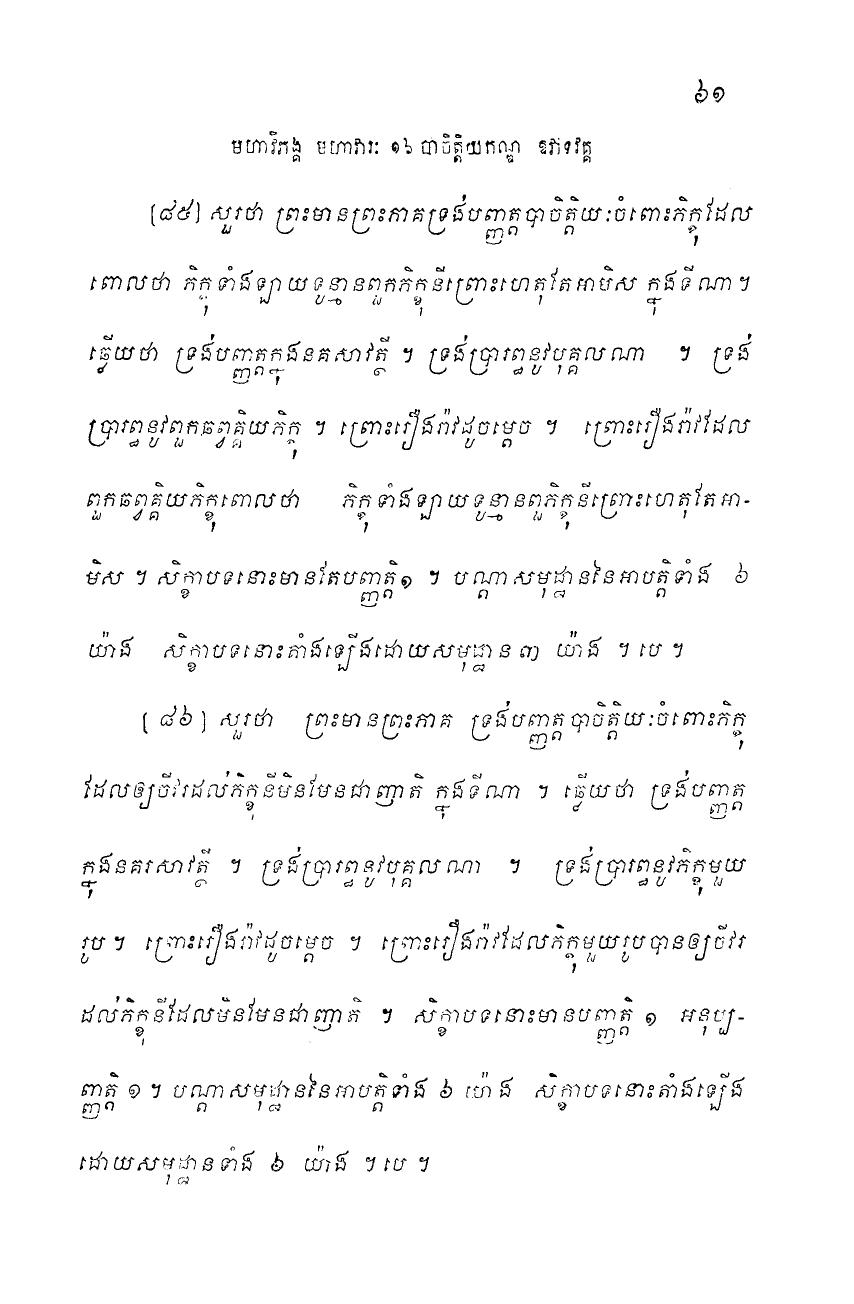 ៦១
មហាវិភង្គ មហាវារៈ ១៦ បាចិត្តិយកណ្ឌ ឱវាទវគ្គ
[៨៥] សួរថា ព្រះមានព្រះភាគទ្រង់បញ្ញត្តបាចិត្តិយៈចំពោះភិក្ខុដែល
ពោលថា ភិក្ខុទាំងឡាយទូន្មានពួកភិក្ខុនីព្រោះហេតុតែអាមិស ក្នុងទីណា។
ឆ្លើយថា ទ្រង់បញ្ញត្តក្នុងនគរសាវត្ថី ។ ទ្រង់ប្រារព្ធនូវបុគ្គលណា ។ ទ្រង់
ប្រារព្ធនូវពួកឆព្វគ្គិយភិក្ខុ ។ ព្រោះរឿងរ៉ាវដូចម្តេច ។ ព្រោះរឿងរ៉ាវដែល
ពួកឆព្វគ្គិយភិក្ខុពោលថា ភិក្ខុទាំងឡាយទូន្មានពួកភិក្ខុនីព្រោះហេតុតែអា-
មិស ។ សិក្ខាបទនោះមានតែបញ្ញត្តិ១ ។ បណ្តាសមុដ្ឋាននៃអាបត្តិទាំង ៦
យ៉ាង សិក្ខាបទនោះតាំងឡើងដោយសមុដ្ឋាន ៣ យ៉ាង ។ បេ ។
[ ៨៦ ] សួរថា ព្រះមានព្រះភាគ ទ្រង់បញ្ញត្តបាចិត្តិយៈចំពោះភិក្ខុ
ដែលឲ្យចីវរដល់ភិក្ខុនីមិនមែនជាញាតិ ក្នុងទីណា ។ ឆ្លើយថា ទ្រង់បញ្ញត្ត
ក្នុងនគរសាវត្ថី ។ ទ្រង់ប្រារព្ធនូវបុគ្គលណា ។ ទ្រង់ប្រារព្ធនូវភិក្ខុមួយ
រូប ។ ព្រោះរឿងរ៉ាវដូចម្តេច ។ ព្រោះរឿងរ៉ាវដែលភិក្ខុមួយរូបបានឲ្យចីវរ
ដល់ភិក្ខុនីដែលមិនមែនជាញាតិ ។ សិក្ខាបទនោះមានបញ្ញត្តិ ១ អនុប្ប-
ញ្ញត្តិ ១ ។ បណ្តាសមុដ្ឋាននៃអាបត្តិទាំង ៦ យ៉ាង សិក្ខាបទនោះតាំងឡើង
ដោយសមុដ្ឋានទាំង ៦ យ៉ាង ។ បេ ។